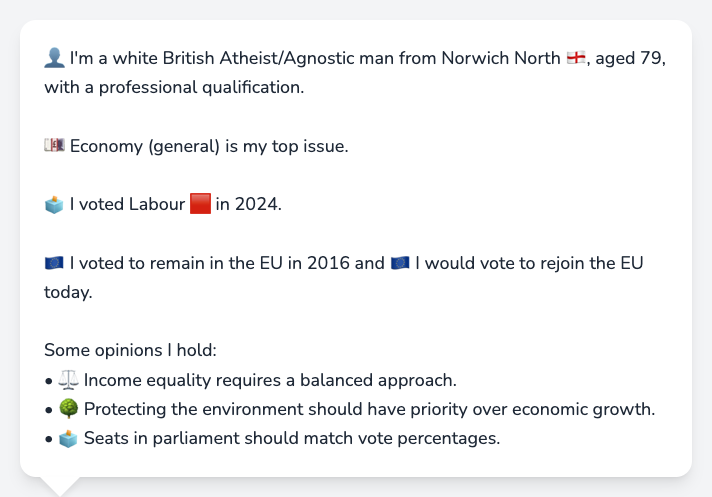 👤 I'm a white British Atheist/Agnostic man from Norwich North 🏴󠁧󠁢󠁥󠁮󠁧󠁿, aged 79,
with a professional qualification.
💷 Economy (general) is my top issue.
🗳️ I voted Labour 🟥 in 2024.
🇪🇺 I voted to remain in the EU in 2016 and 🇪🇺 I would vote to rejoin the EU
today.
Some opinions I hold:
• ⚖️ Income equality requires a balanced approach.
• 🌳 Protecting the environment should have priority over economic growth.
• 🗳️ Seats in parliament should match vote percentages.